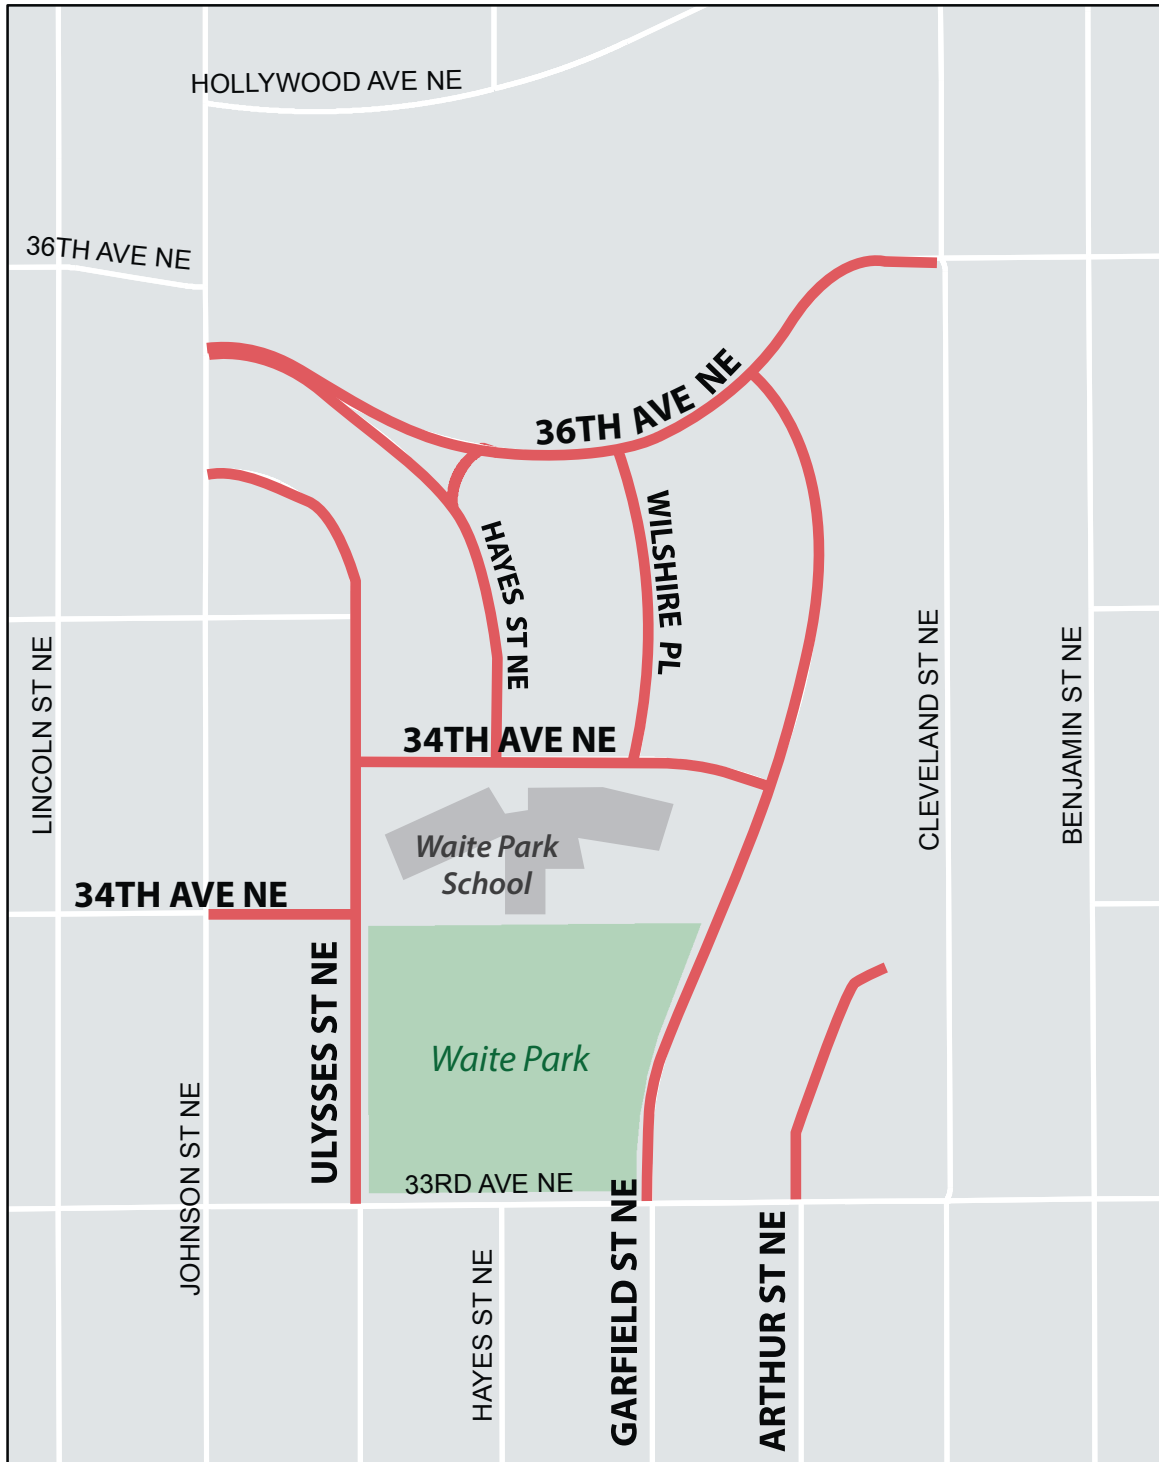 HOLLYWOOD AVE NE
36TH AVE NE
36TH AVE NE
HAYES ST NE
WILSHIRE PL
LINCOLN ST NE
CLEVELAND ST NE
BENJAMIN ST NE
34TH AVE NE
Waite Park
School
34TH AVE NE
ULYSSES ST NE
Waite Park
JOHNSON ST NE
33RD AVE NE
HAYES ST NE
GARFIELD ST NE
ARTHUR ST NE